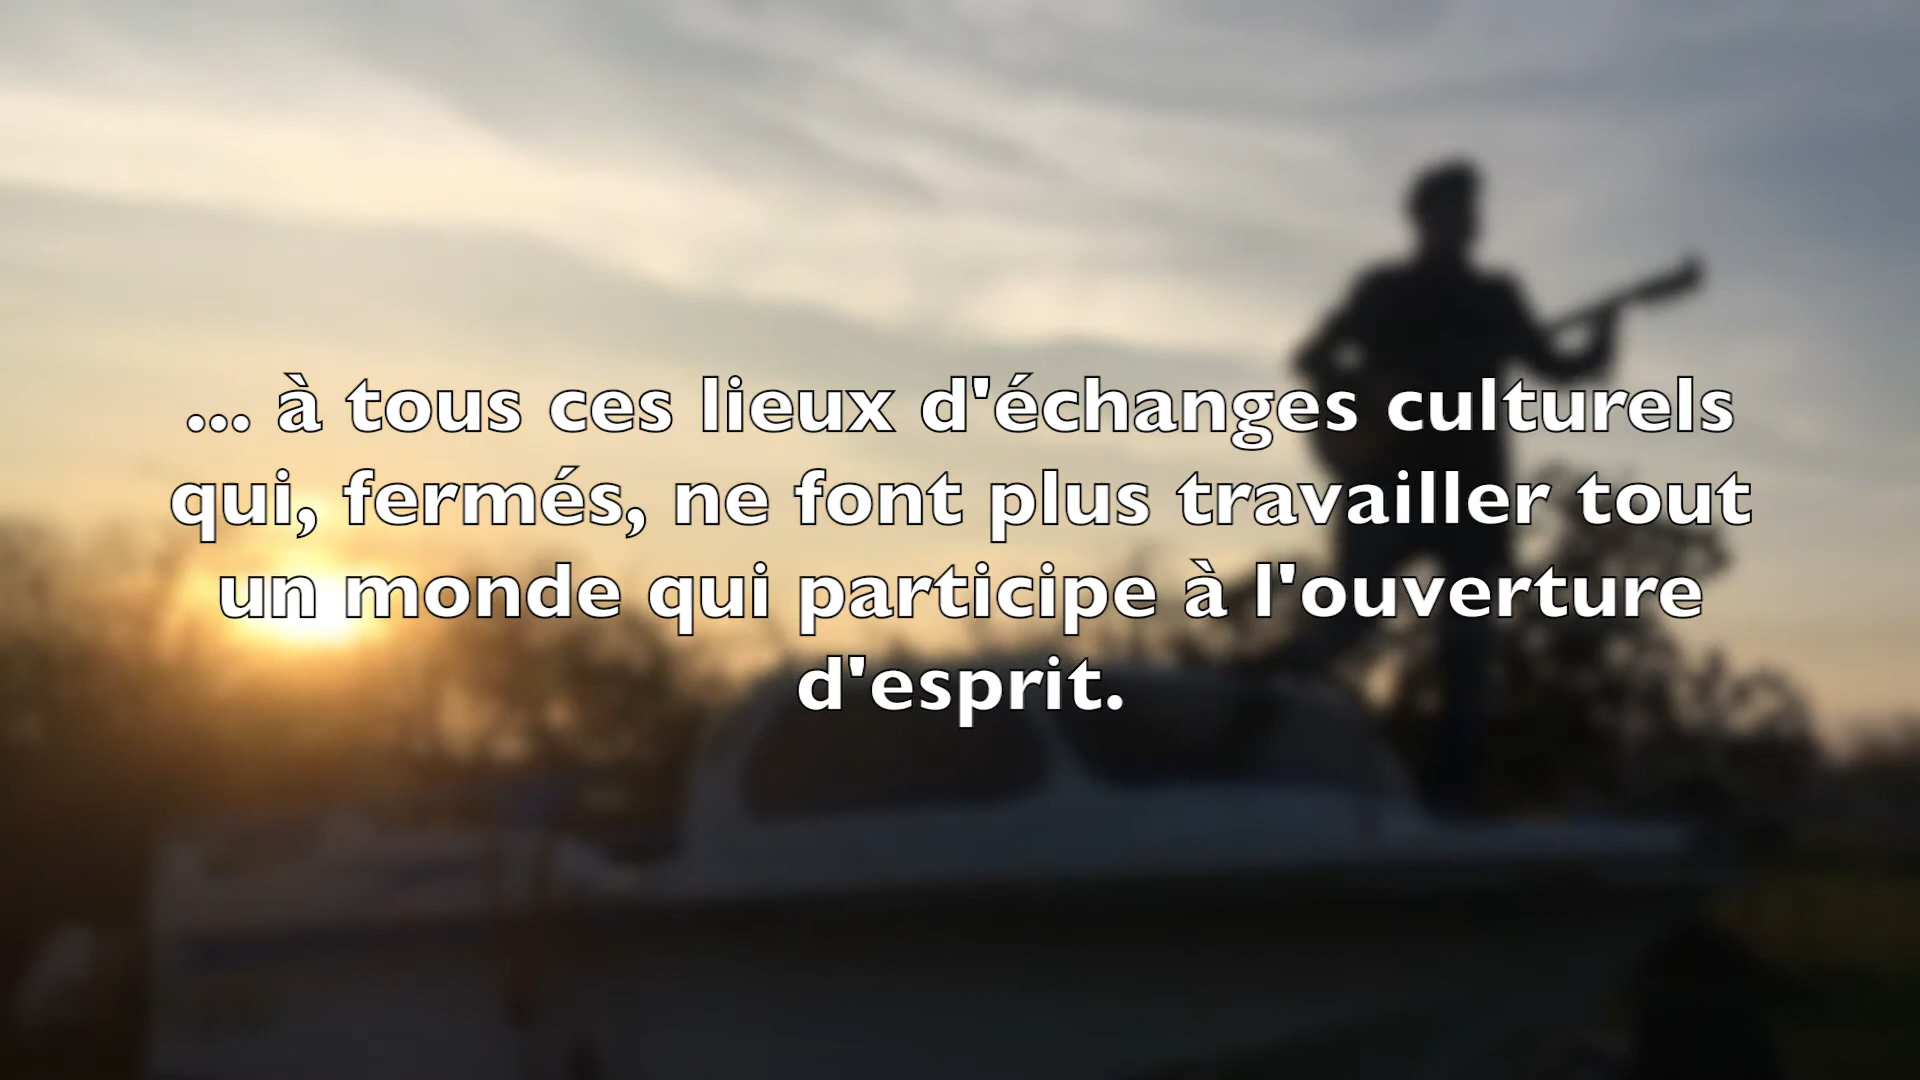 ... à tous ces lieux d'échanges culturels
qui, fermés, ne font plus travailler tout
un monde qui participe à l'ouverture
d'esprit.